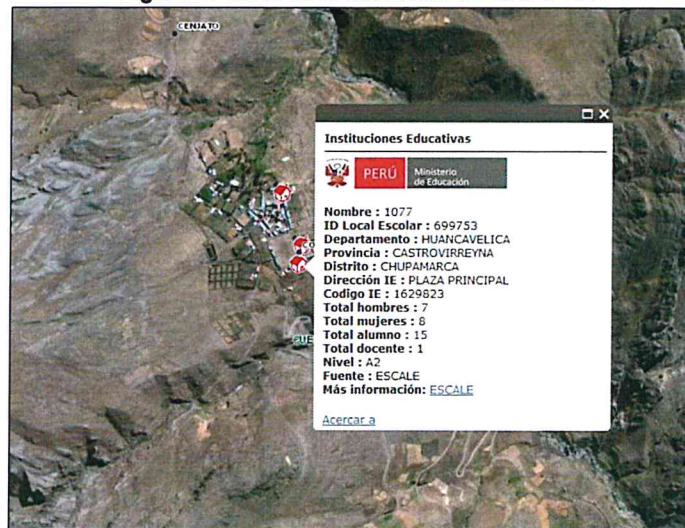 CENJATO
Instituciones Educativas
PERÚ
Ministerio
de Educación
Nombre : 1077
ID Local Escolar : 699753
Departamento : HUANCAVELICA
Provincia : CASTROVIRREYNA
Distrito : CHUPAMARCA
Dirección IE : PLAZA PRINCIPAL
Codigo IE : 1629823
Total hombres : 7
Total mujeres : 8
Total alumno : 15
Total docente : 1
Nivel : A2
Fuente : ESCALE
Más información: ESCALE
Acercar a